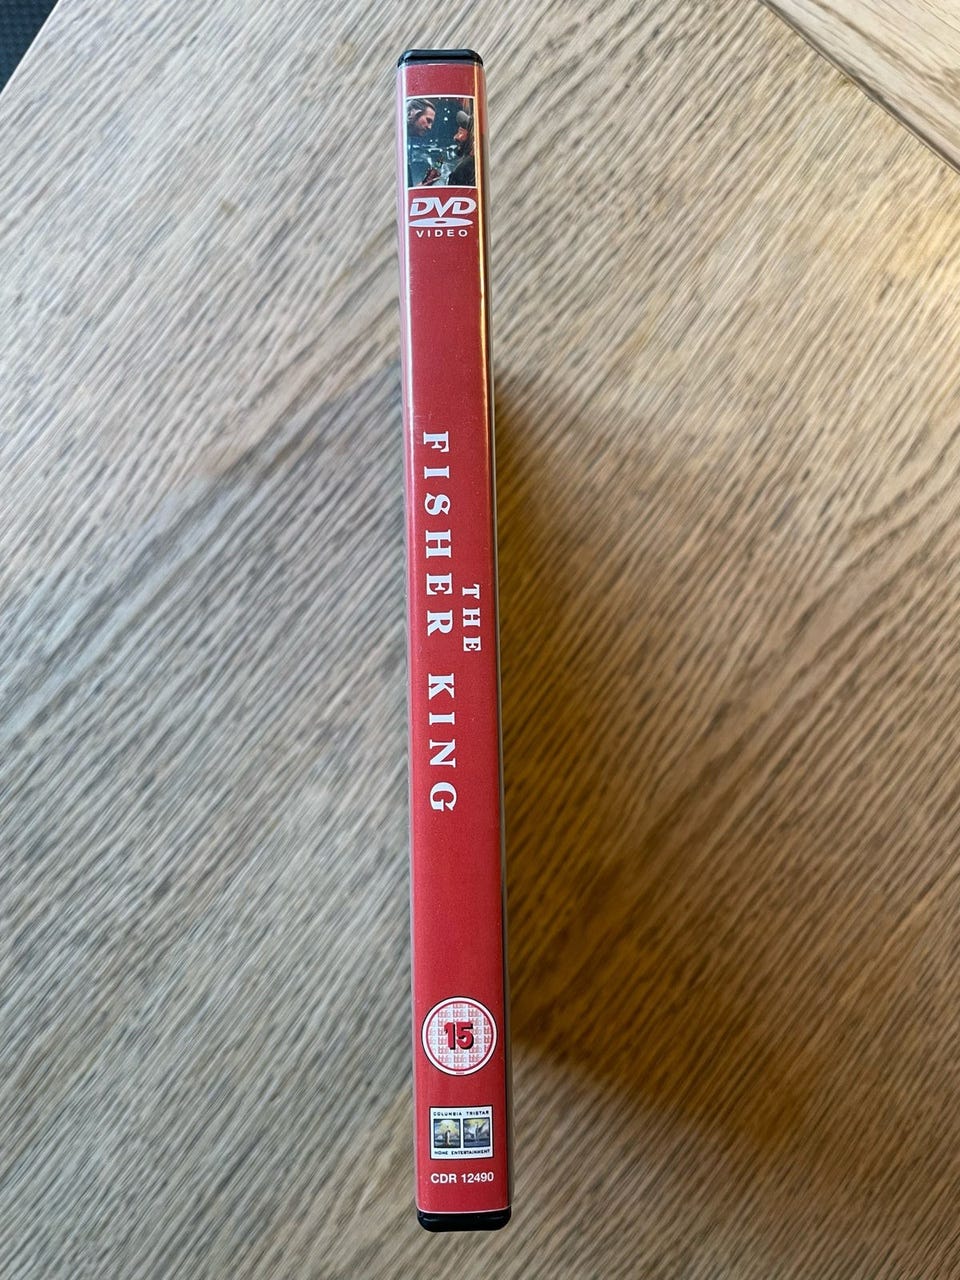 DVD
VIDEO
THE
FISHER KING
15
COLUMBIA TRISTAR
HOME ENTERTAINMENT
CDR 12490